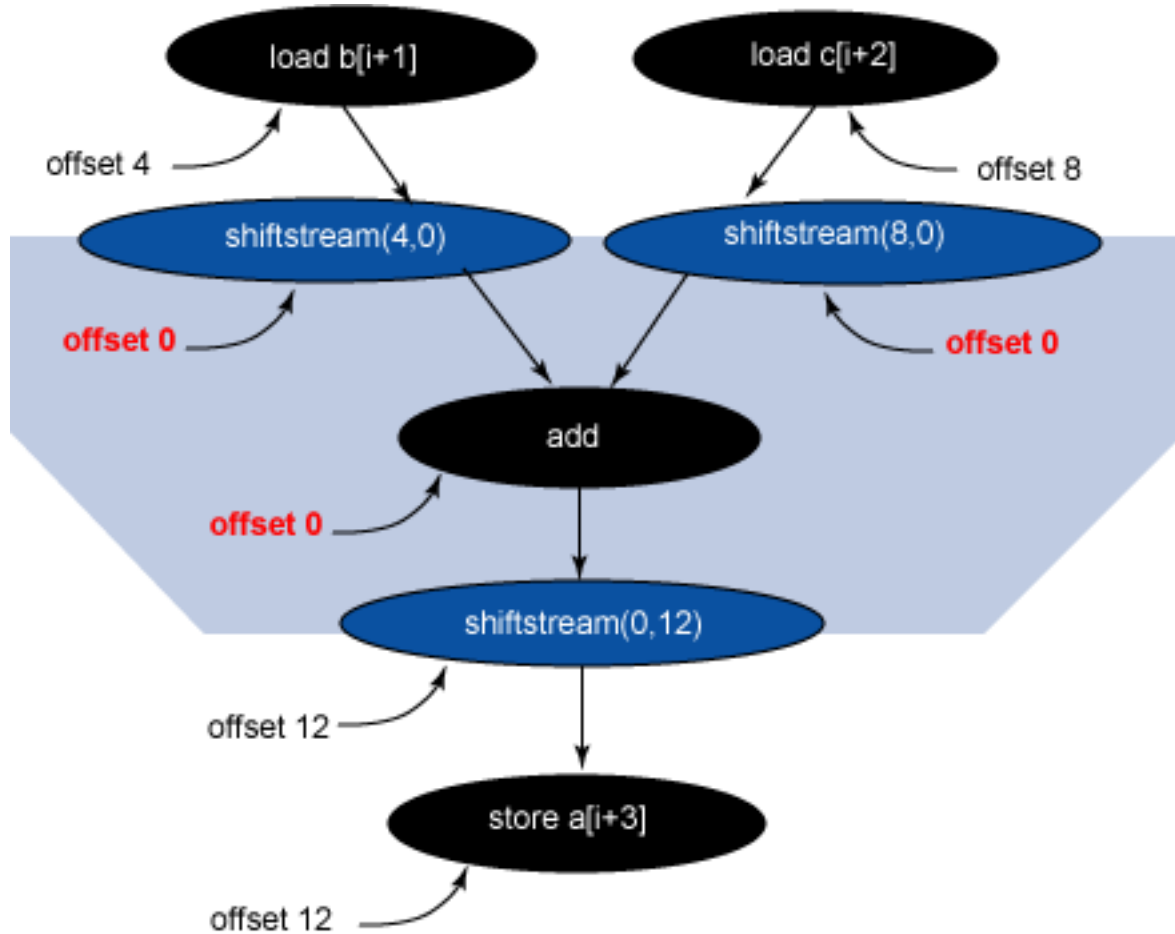 load b[i+1]
load c[i+2]
offset 4
offset 8
shiftstream(4,0)
shiftstream(8,0)
offset 0
offset 0
add
offset 0
shiftstream(0,12)
offset 12
store a[i+3]
offset 12